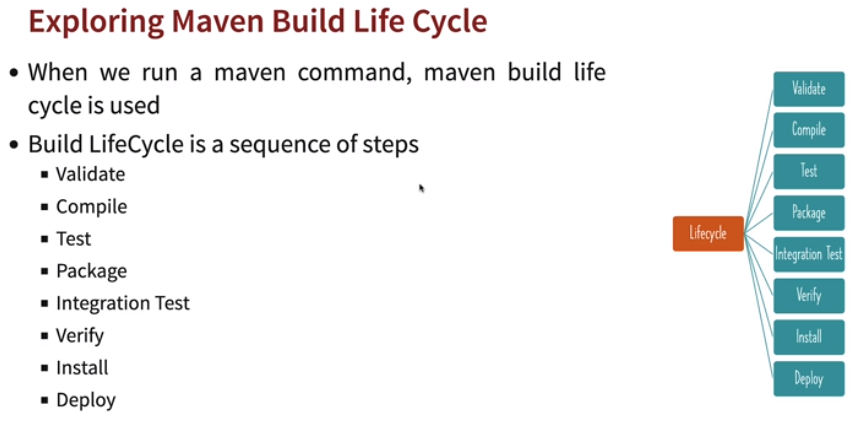 Exploring Maven Build Life Cycle
• When we run a maven command, maven build life
cycle is used
• Build LifeCycle is a sequence of steps
▪ Validate
▪ Compile
▪ Test
▪ Package
▪ Integration Test
▪ Verify
▪ Install
▪ Deploy
Lifecycle
Validate
Compile
Test
Package
Integration Test
Verify
Install
Deploy